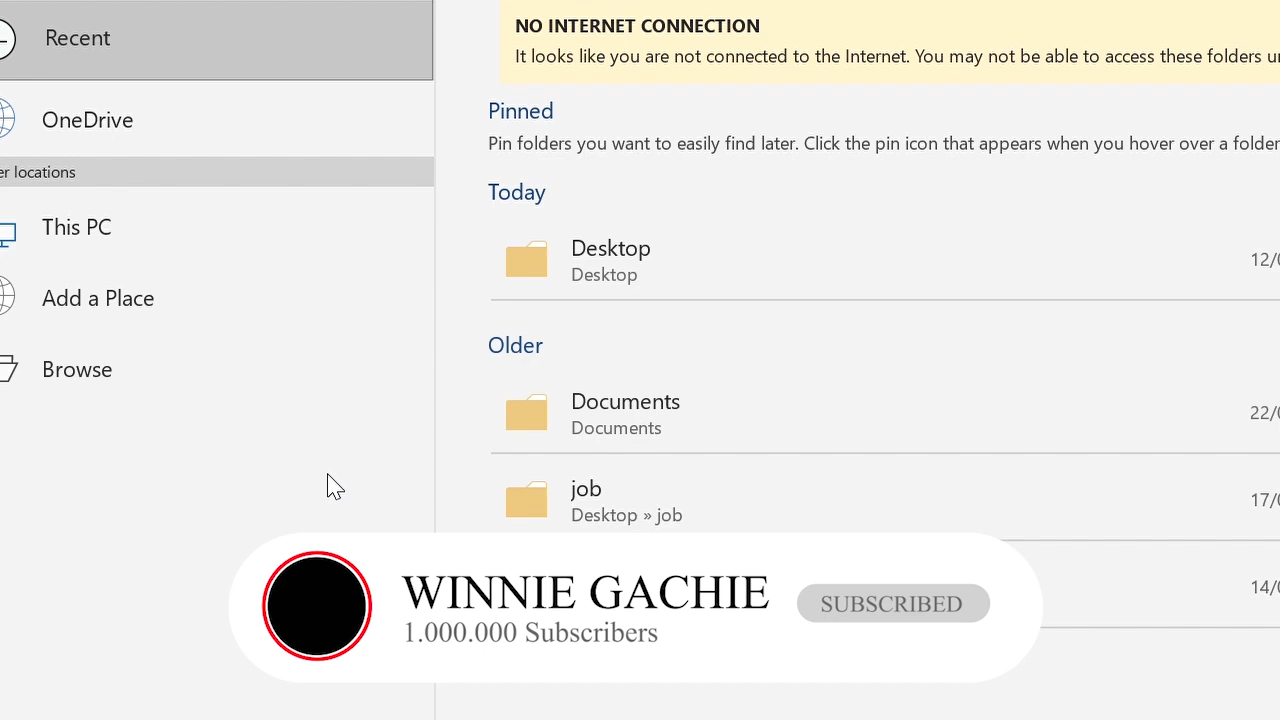 Recent
OneDrive
er locations
This PC
Add a Place
Browse
NO INTERNET CONNECTION
It looks like you are not connected to the Internet. You may not be able to access these folders un
Pinned
Pin folders you want to easily find later. Click the pin icon that appears when you hover over a folder
Today
Desktop
Desktop
12/0
Older
Documents
Documents
22/0
job
Desktop » job
17/0
14/0
WINNIE GACHIE
1.000.000 Subscribers
SUBSCRIBED